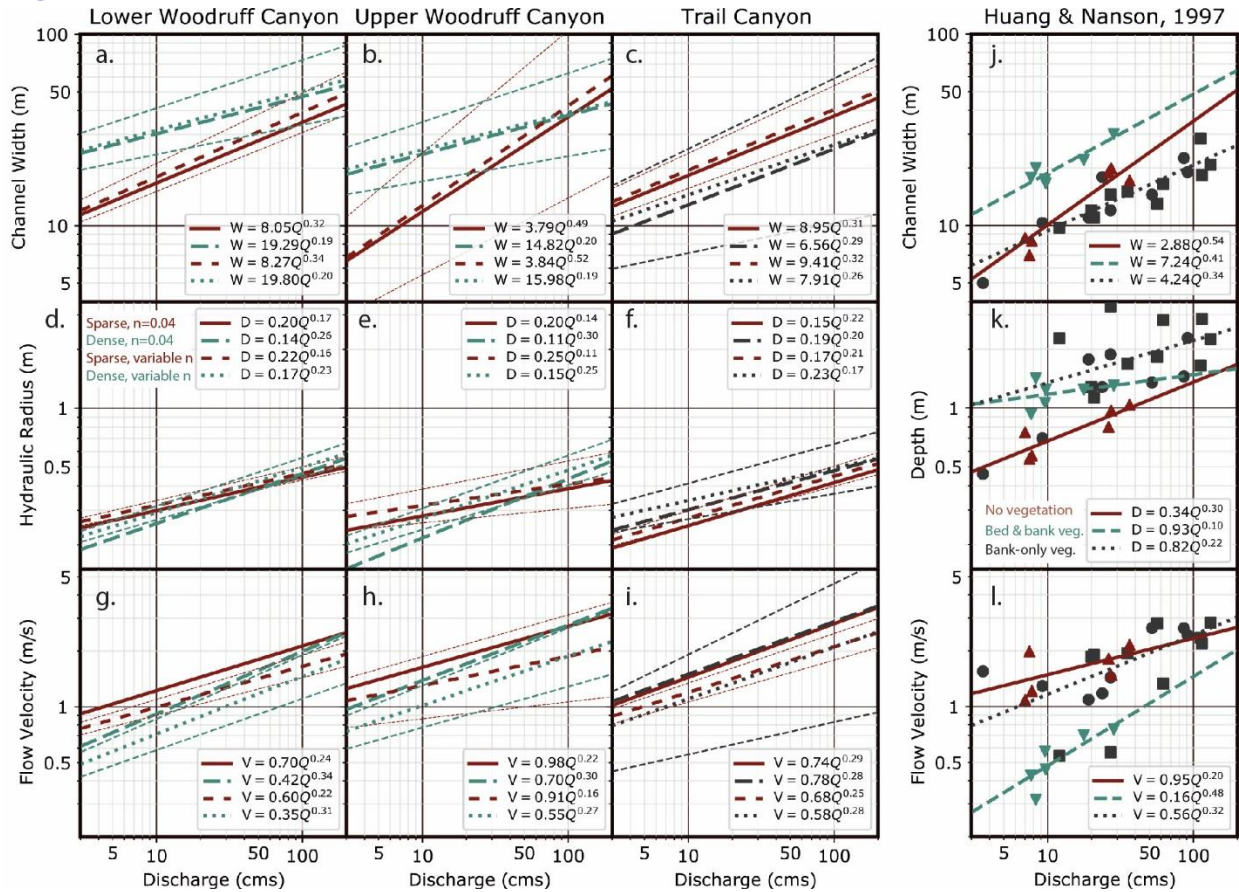 Lower Woodruff Canyon
Upper Woodruff Canyon
Trail Canyon
Huang & Nanson, 1997
Channel Width (m)
100
50
10
5
a.
W = 8.05Q^0.32
W = 19.29Q^0.19
W = 8.27Q^0.34
W = 19.80Q^0.20
b.
W = 3.79Q^0.49
W = 14.82Q^0.20
W = 3.84Q^0.52
W = 15.98Q^0.19
c.
W = 8.95Q^0.31
W = 6.56Q^0.29
W = 9.41Q^0.32
W = 7.91Q^0.26
Channel Width (m)
100
50
10
5
j.
W = 2.88Q^0.54
W = 7.24Q^0.41
W = 4.24Q^0.34
Hydraulic Radius (m)
1
0.5
d.
Sparse, n=0.04
Dense, n=0.04
Sparse, variable n
Dense, variable n
D = 0.20Q^0.17
D = 0.14Q^0.26
D = 0.22Q^0.16
D = 0.17Q^0.23
e.
D = 0.20Q^0.14
D = 0.11Q^0.30
D = 0.25Q^0.11
D = 0.15Q^0.25
f.
D = 0.15Q^0.22
D = 0.19Q^0.20
D = 0.17Q^0.21
D = 0.23Q^0.17
Depth (m)
1
0.5
k.
No vegetation
Bed & bank veg.
Bank-only veg.
D = 0.34Q^0.30
D = 0.93Q^0.10
D = 0.82Q^0.22
Flow Velocity (m/s)
5
1
0.5
g.
V = 0.70Q^0.24
V = 0.42Q^0.34
V = 0.60Q^0.22
V = 0.35Q^0.31
h.
V = 0.98Q^0.22
V = 0.70Q^0.30
V = 0.91Q^0.16
V = 0.55Q^0.27
i.
V = 0.74Q^0.29
V = 0.78Q^0.28
V = 0.68Q^0.25
V = 0.58Q^0.28
Flow Velocity (m/s)
5
1
0.5
l.
V = 0.95Q^0.20
V = 0.16Q^0.48
V = 0.56Q^0.32
5 10 50 100
5 10 50 100
5 10 50 100
5 10 50 100
Discharge (cms)
Discharge (cms)
Discharge (cms)
Discharge (cms)